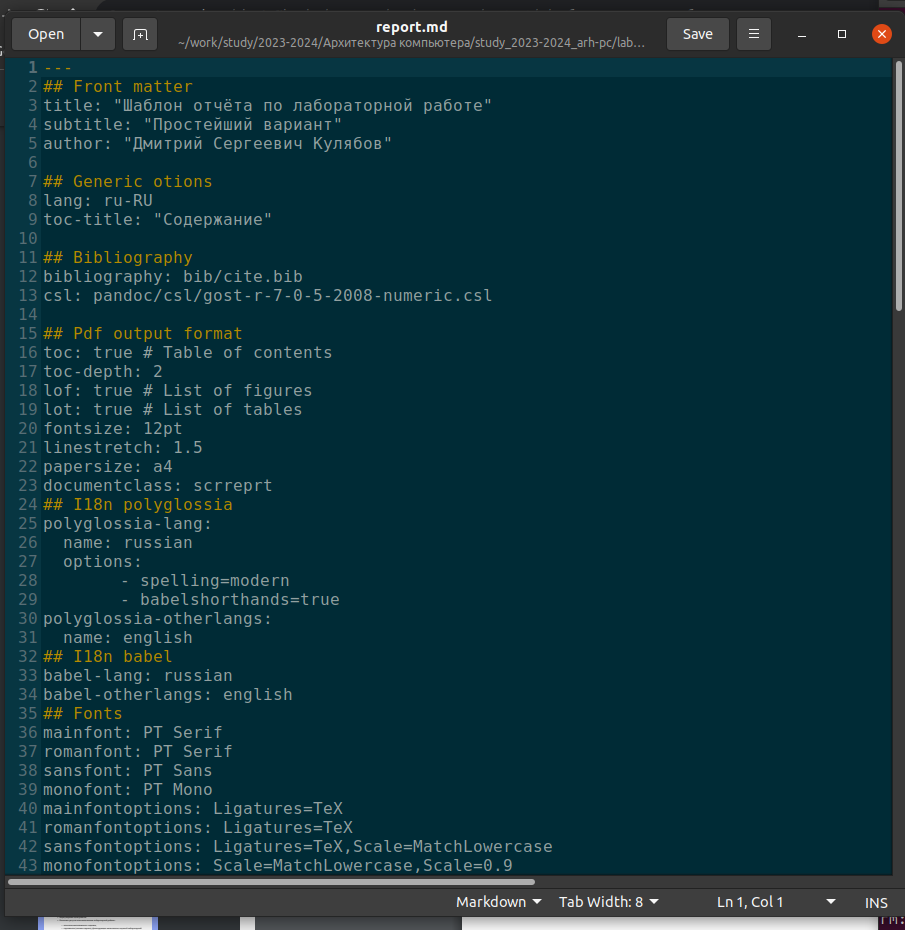 Open
report.md
~/work/study/2023-2024/Архитектура компьютера/study_2023-2024_arh-pc/lab…
Save
1 ---
2 ## Front matter
3 title: "Шаблон отчёта по лабораторной работе"
4 subtitle: "Простейший вариант"
5 author: "Дмитрий Сергеевич Кулябов"
6
7 ## Generic otions
8 lang: ru-RU
9 toc-title: "Содержание"
10
11 ## Bibliography
12 bibliography: bib/cite.bib
13 csl: pandoc/csl/gost-r-7-0-5-2008-numeric.csl
14
15 ## Pdf output format
16 toc: true # Table of contents
17 toc-depth: 2
18 lof: true # List of figures
19 lot: true # List of tables
20 fontsize: 12pt
21 linestretch: 1.5
22 papersize: a4
23 documentclass: scrreprt
24 ## I18n polyglossia
25 polyglossia-lang:
26   name: russian
27   options:
28         - spelling=modern
29         - babelshorthands=true
30 polyglossia-otherlangs:
31   name: english
32 ## I18n babel
33 babel-lang: russian
34 babel-otherlangs: english
35 ## Fonts
36 mainfont: PT Serif
37 romanfont: PT Serif
38 sansfont: PT Sans
39 monofont: PT Mono
40 mainfontoptions: Ligatures=TeX
41 romanfontoptions: Ligatures=TeX
42 sansfontoptions: Ligatures=TeX,Scale=MatchLowercase
43 monofontoptions: Scale=MatchLowercase,Scale=0.9
Markdown
Tab Width: 8
Ln 1, Col 1
INS